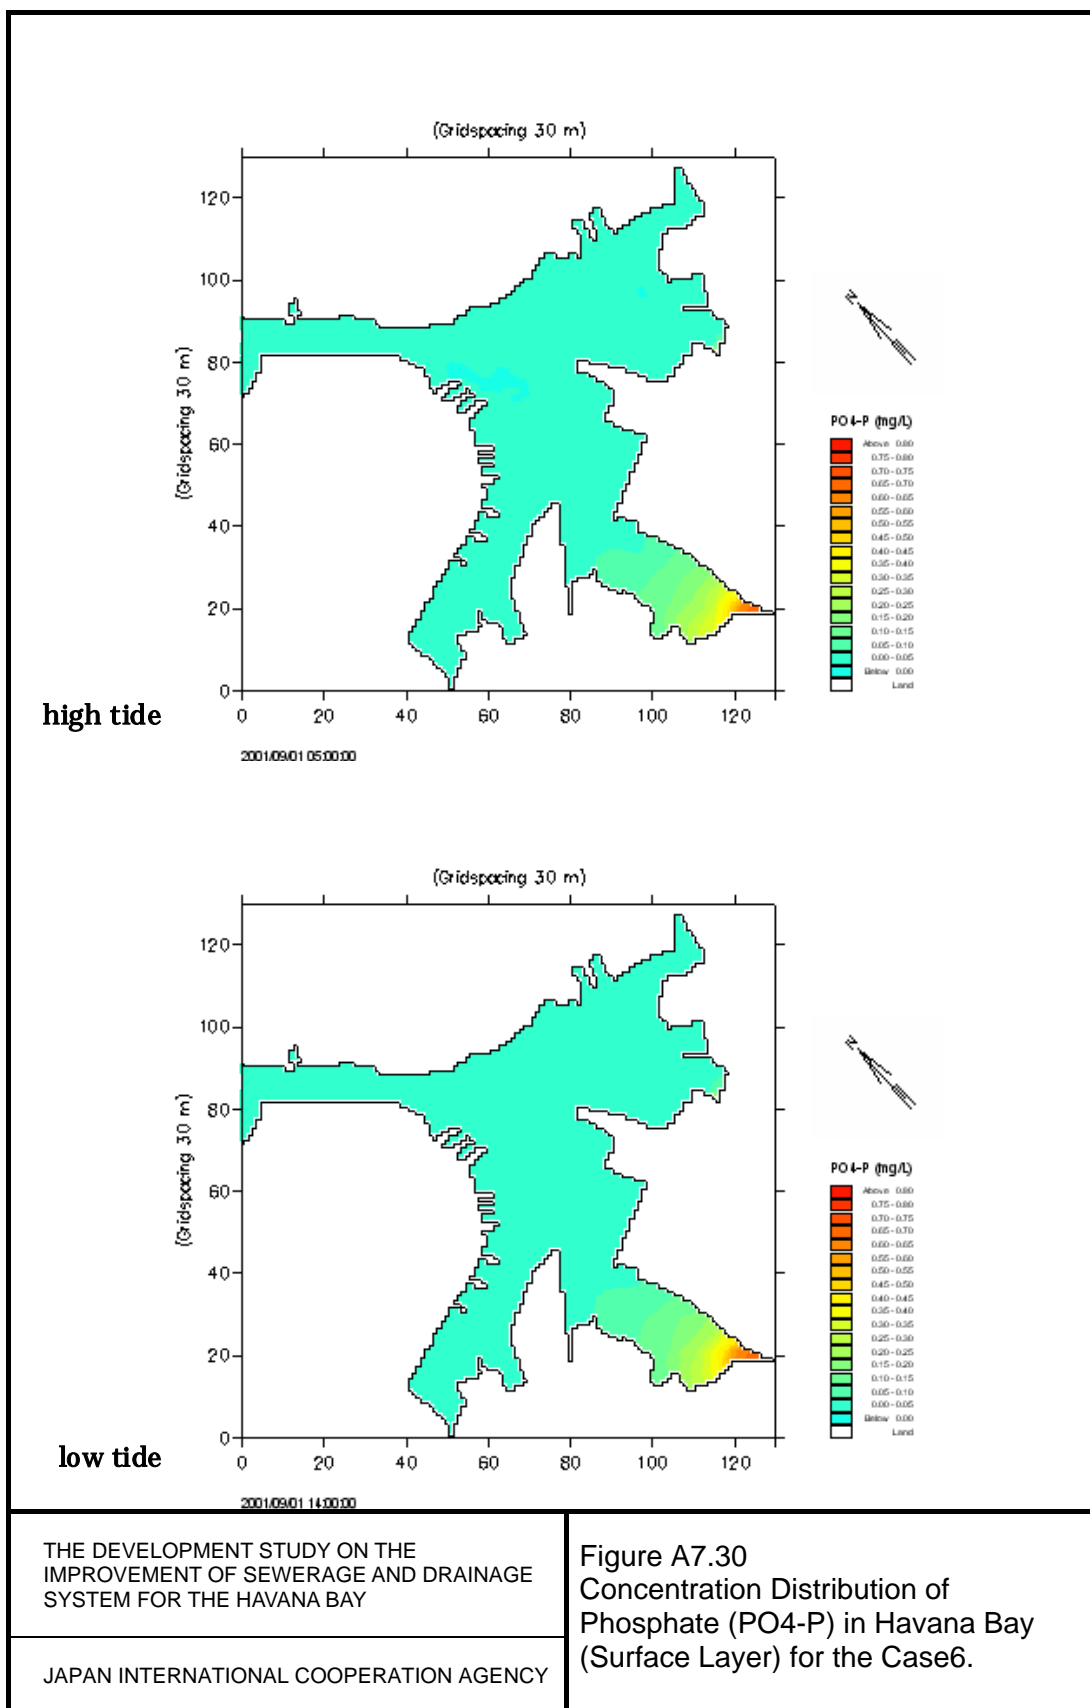 (Gridspacing 30 m)
120
100
80
60
40
20
0
(Gridspacing 30 m)
0 20 40 60 80 100 120
2001/09/01 05:00:00
high tide
N
PO4-P (mg/L)
Above 0.80
0.75 - 0.80
0.70 - 0.75
0.65 - 0.70
0.60 - 0.65
0.55 - 0.60
0.50 - 0.55
0.45 - 0.50
0.40 - 0.45
0.35 - 0.40
0.30 - 0.35
0.25 - 0.30
0.20 - 0.25
0.15 - 0.20
0.10 - 0.15
0.05 - 0.10
0.00 - 0.05
Below 0.00
Land
(Gridspacing 30 m)
120
100
80
60
40
20
0
(Gridspacing 30 m)
0 20 40 60 80 100 120
2001/09/01 14:00:00
low tide
N
PO4-P (mg/L)
Above 0.80
0.75 - 0.80
0.70 - 0.75
0.65 - 0.70
0.60 - 0.65
0.55 - 0.60
0.50 - 0.55
0.45 - 0.50
0.40 - 0.45
0.35 - 0.40
0.30 - 0.35
0.25 - 0.30
0.20 - 0.25
0.15 - 0.20
0.10 - 0.15
0.05 - 0.10
0.00 - 0.05
Below 0.00
Land
THE DEVELOPMENT STUDY ON THE
IMPROVEMENT OF SEWERAGE AND DRAINAGE
SYSTEM FOR THE HAVANA BAY
JAPAN INTERNATIONAL COOPERATION AGENCY
Figure A7.30
Concentration Distribution of
Phosphate (PO4-P) in Havana Bay
(Surface Layer) for the Case6.